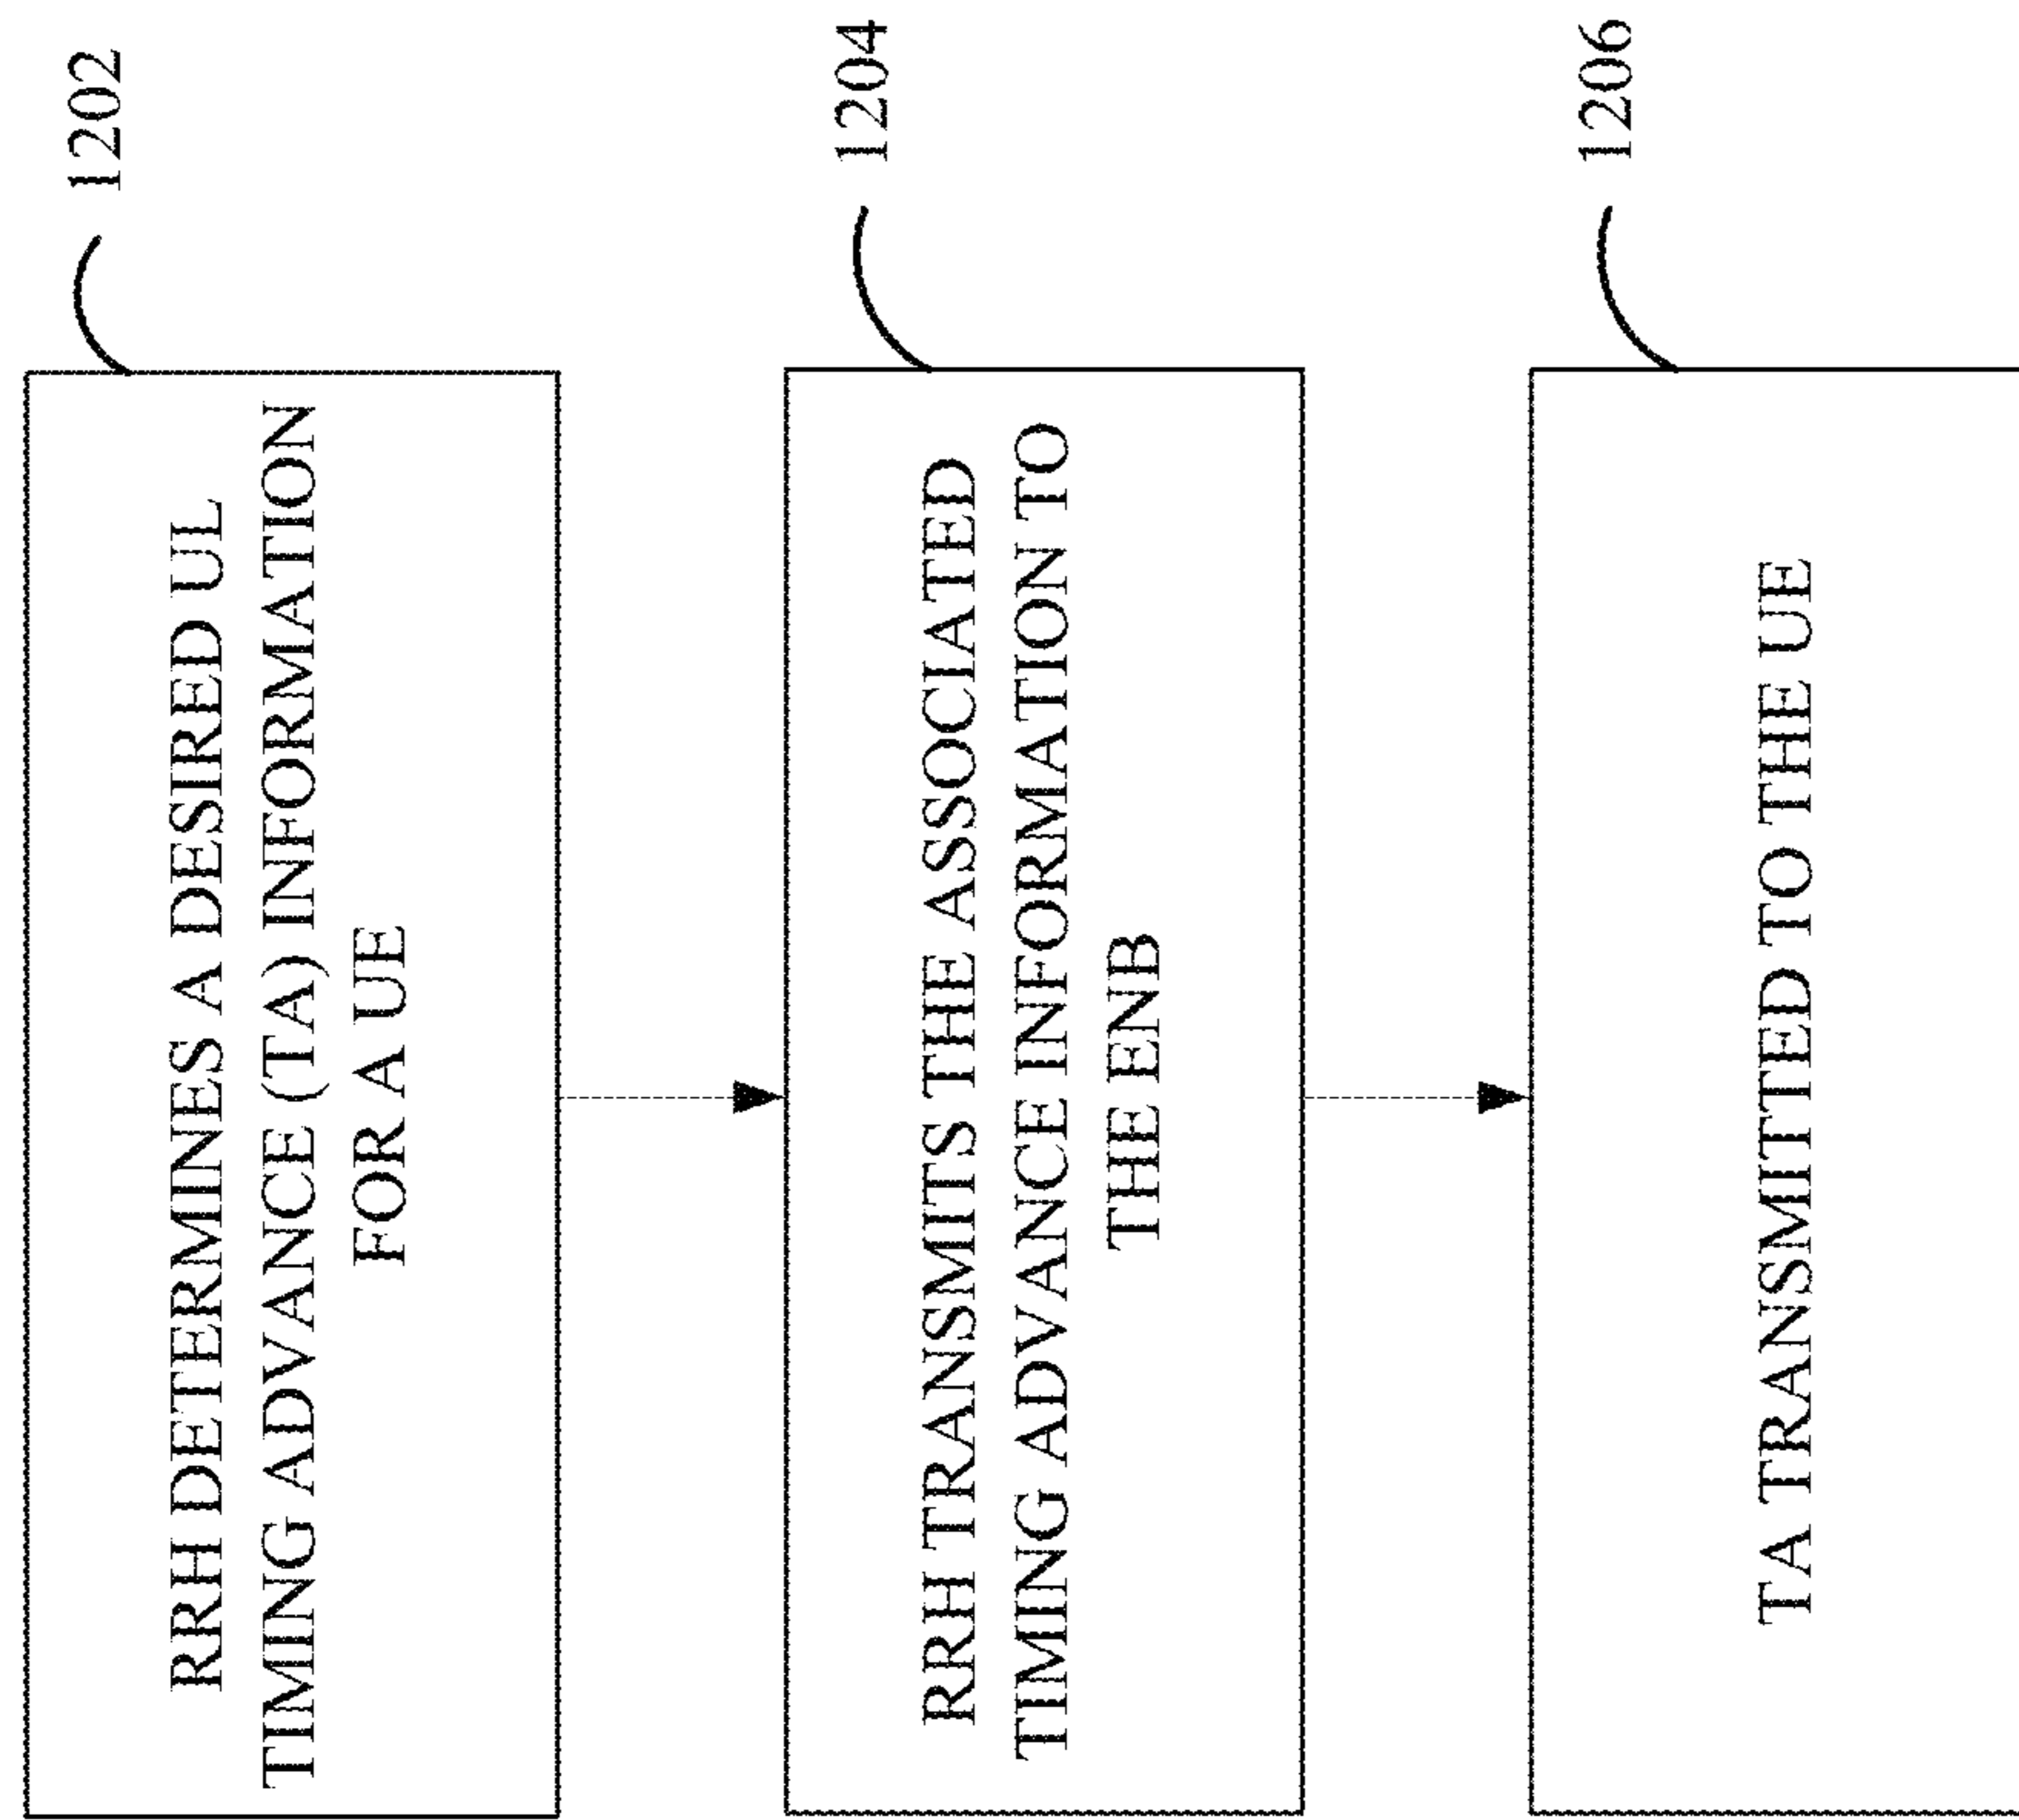 1202
RRH DETERMINES A DESIRED UL
TIMING ADVANCE (TA) INFORMATION
FOR A UE
1204
RRH TRANSMITS THE ASSOCIATED
TIMING ADVANCE INFORMATION TO
THE ENB
1206
TA TRANSMITTED TO THE UE